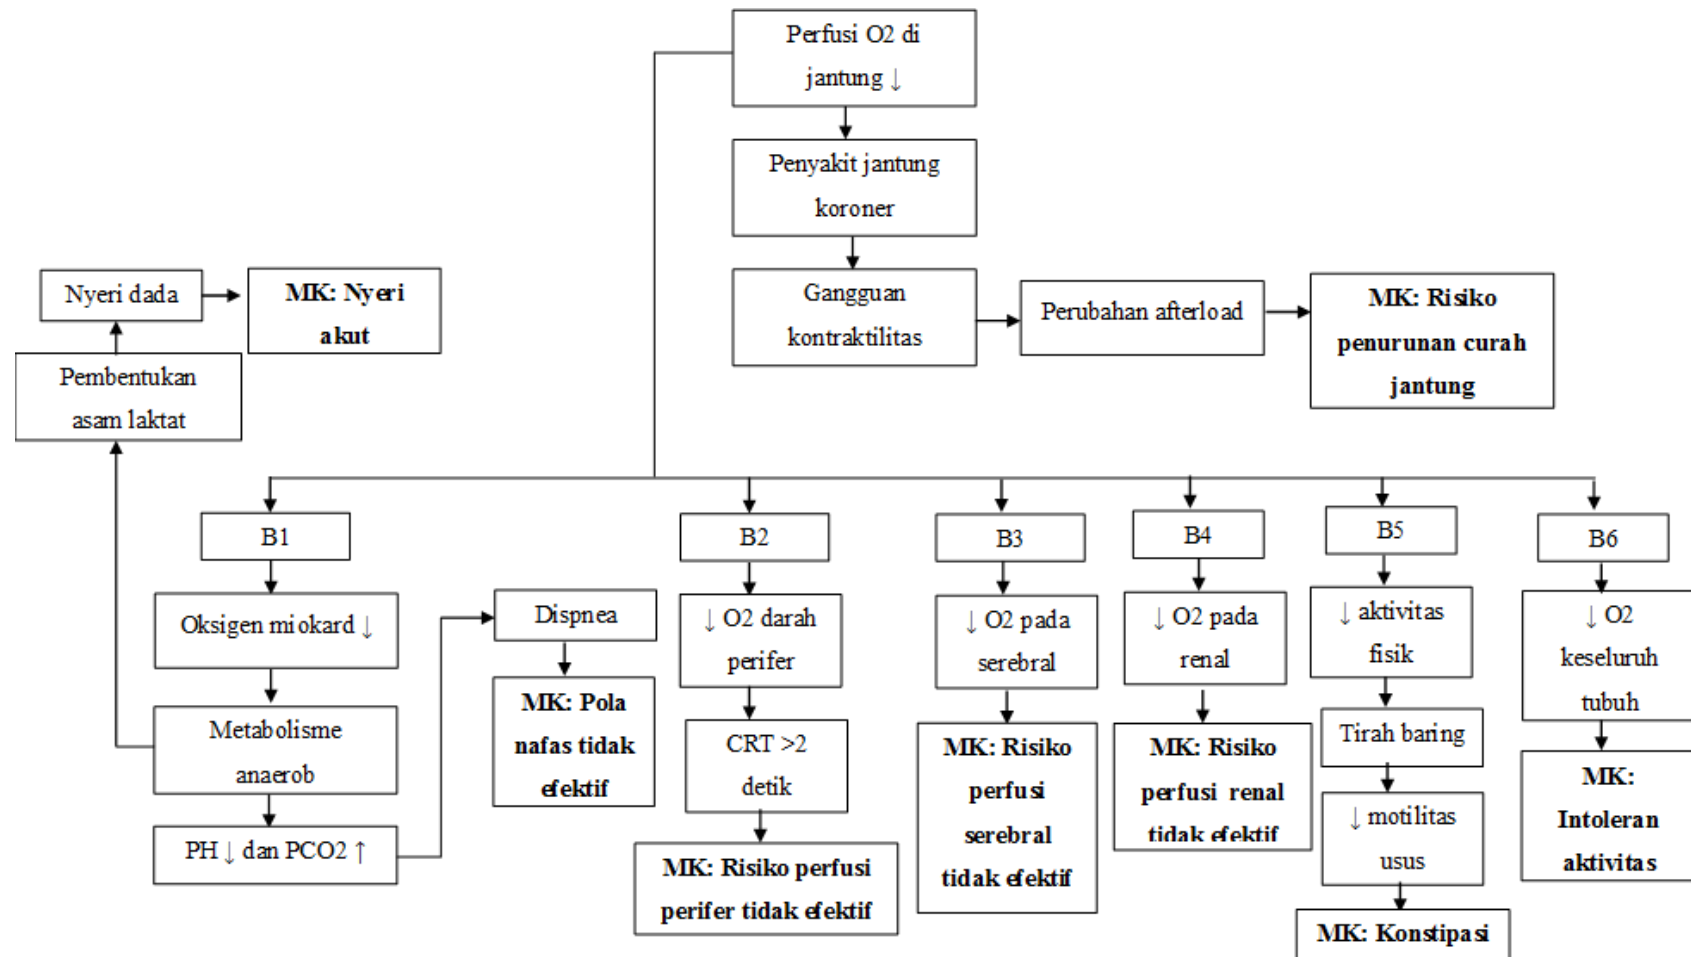 Perfusi O2 di
jantung ↓
Penyakit jantung
koroner
Gangguan
kontraktilitas
Perubahan afterload
MK: Risiko
penurunan curah
jantung
Nyeri dada
MK: Nyeri
akut
Pembentukan
asam laktat
B1
Oksigen miokard ↓
Metabolisme
anaerob
PH ↓ dan PCO2 ↑
Dispnea
MK: Pola
nafas tidak
efektif
B2
↓ O2 darah
perifer
CRT >2
detik
MK: Risiko perfusi
perifer tidak efektif
B3
↓ O2 pada
serebral
MK: Risiko
perfusi
serebral
tidak efektif
B4
↓ O2 pada
renal
MK: Risiko
perfusi renal
tidak efektif
B5
↓ aktivitas
fisik
Tirah baring
↓ motilitas
usus
MK: Konstipasi
B6
↓ O2
keseluruh
tubuh
MK:
Intoleran
aktivitas